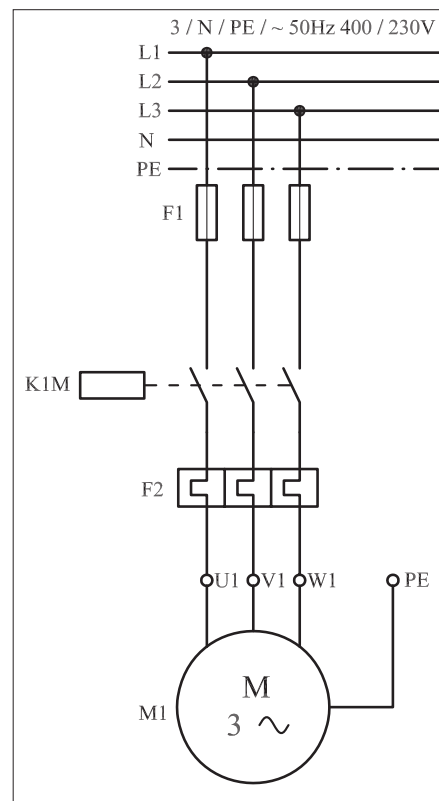 3 / N / PE / ~ 50Hz 400 / 230V
L1
L2
L3
N
PE
F1
K1M
F2
U1 V1 W1 PE
M
M1
3 ~